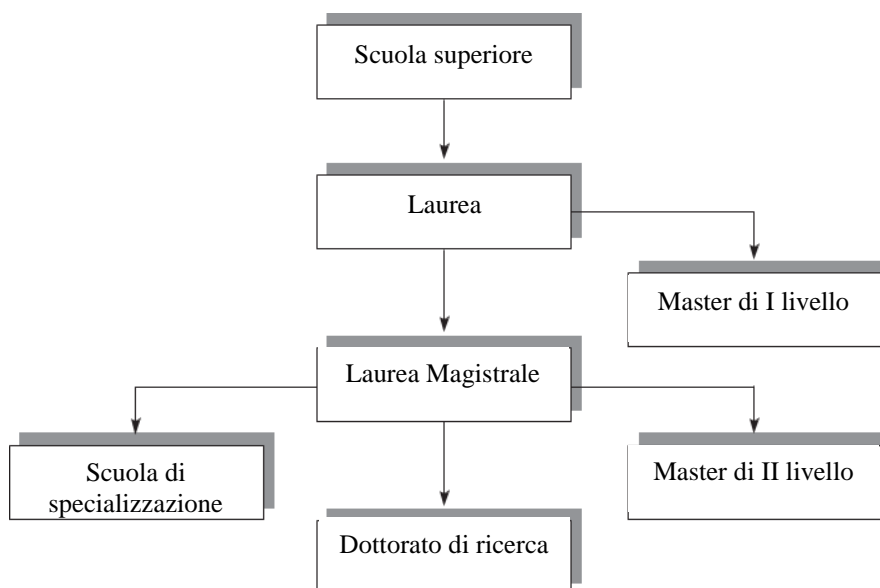 Scuola superiore
Laurea
Master di I livello
Laurea Magistrale
Scuola di
specializzazione
Master di II livello
Dottorato di ricerca